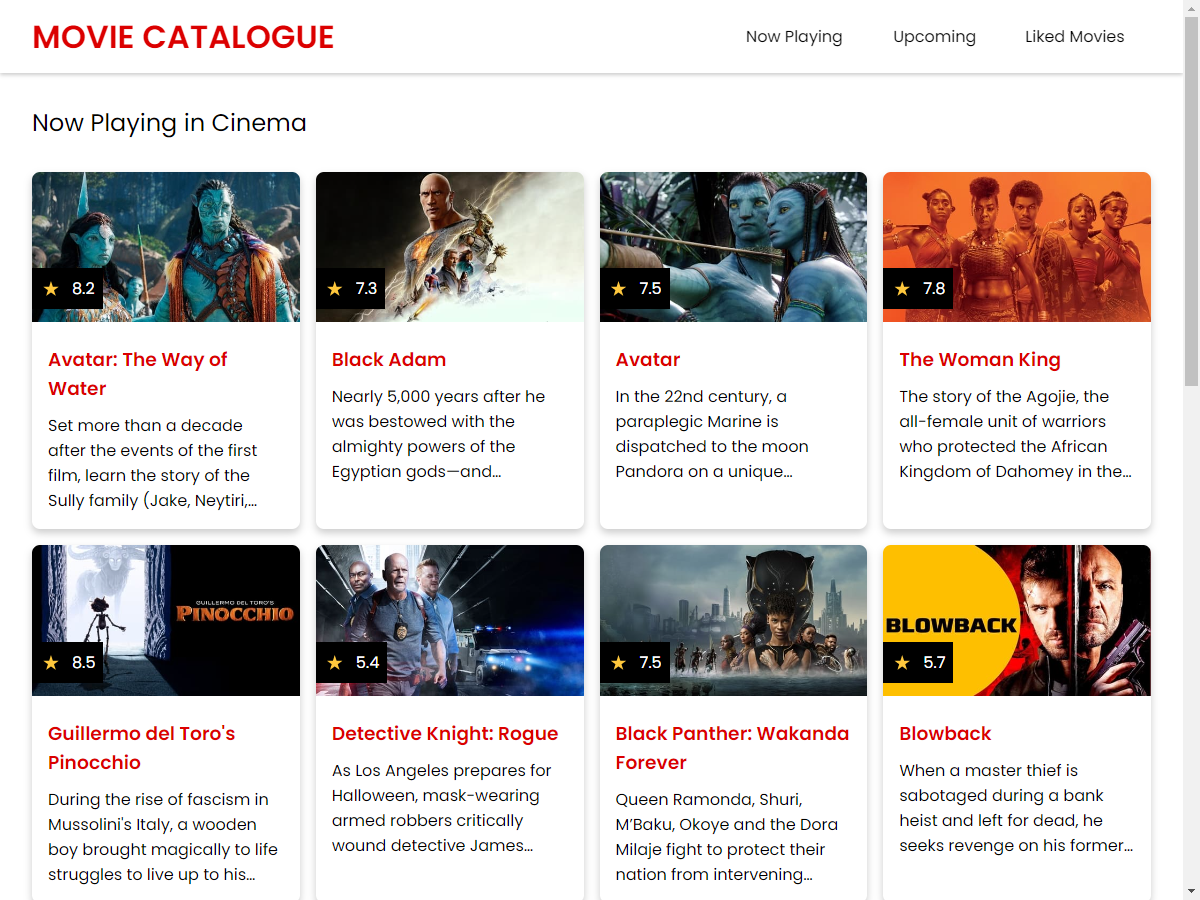 MOVIE CATALOGUE
Now Playing
Upcoming
Liked Movies
Now Playing in Cinema
★ 8.2
★ 7.3
★ 7.5
★ 7.8
Avatar: The Way of
Water
Set more than a decade
after the events of the first
film, learn the story of the
Sully family (Jake, Neytiri,...
Black Adam
Nearly 5,000 years after he
was bestowed with the
almighty powers of the
Egyptian gods—and...
Avatar
In the 22nd century, a
paraplegic Marine is
dispatched to the moon
Pandora on a unique...
The Woman King
The story of the Agojie, the
all-female unit of warriors
who protected the African
Kingdom of Dahomey in the...
GUILLERMO DEL TORO'S
PINOCCHIO
BLOWBACK
★ 8.5
★ 5.4
★ 7.5
★ 5.7
Guillermo del Toro's
Pinocchio
During the rise of fascism in
Mussolini's Italy, a wooden
boy brought magically to life
struggles to live up to his...
Detective Knight: Rogue
As Los Angeles prepares for
Halloween, mask-wearing
armed robbers critically
wound detective James...
Black Panther: Wakanda
Forever
Queen Ramonda, Shuri,
M’Baku, Okoye and the Dora
Milaje fight to protect their
nation from intervening...
Blowback
When a master thief is
sabotaged during a bank
heist and left for dead, he
seeks revenge on his former...